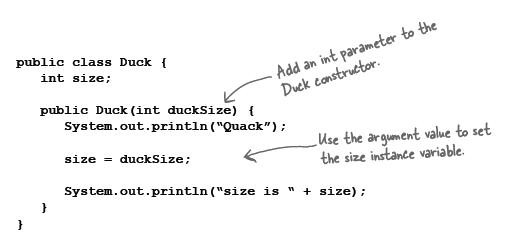 public class Duck {
int size;
Add an int parameter to the
Duck constructor.
public Duck(int duckSize) {
System.out.println(“Quack”);
size = duckSize;
Use the argument value to set
the size instance variable.
System.out.println(“size is “ + size);
}
}